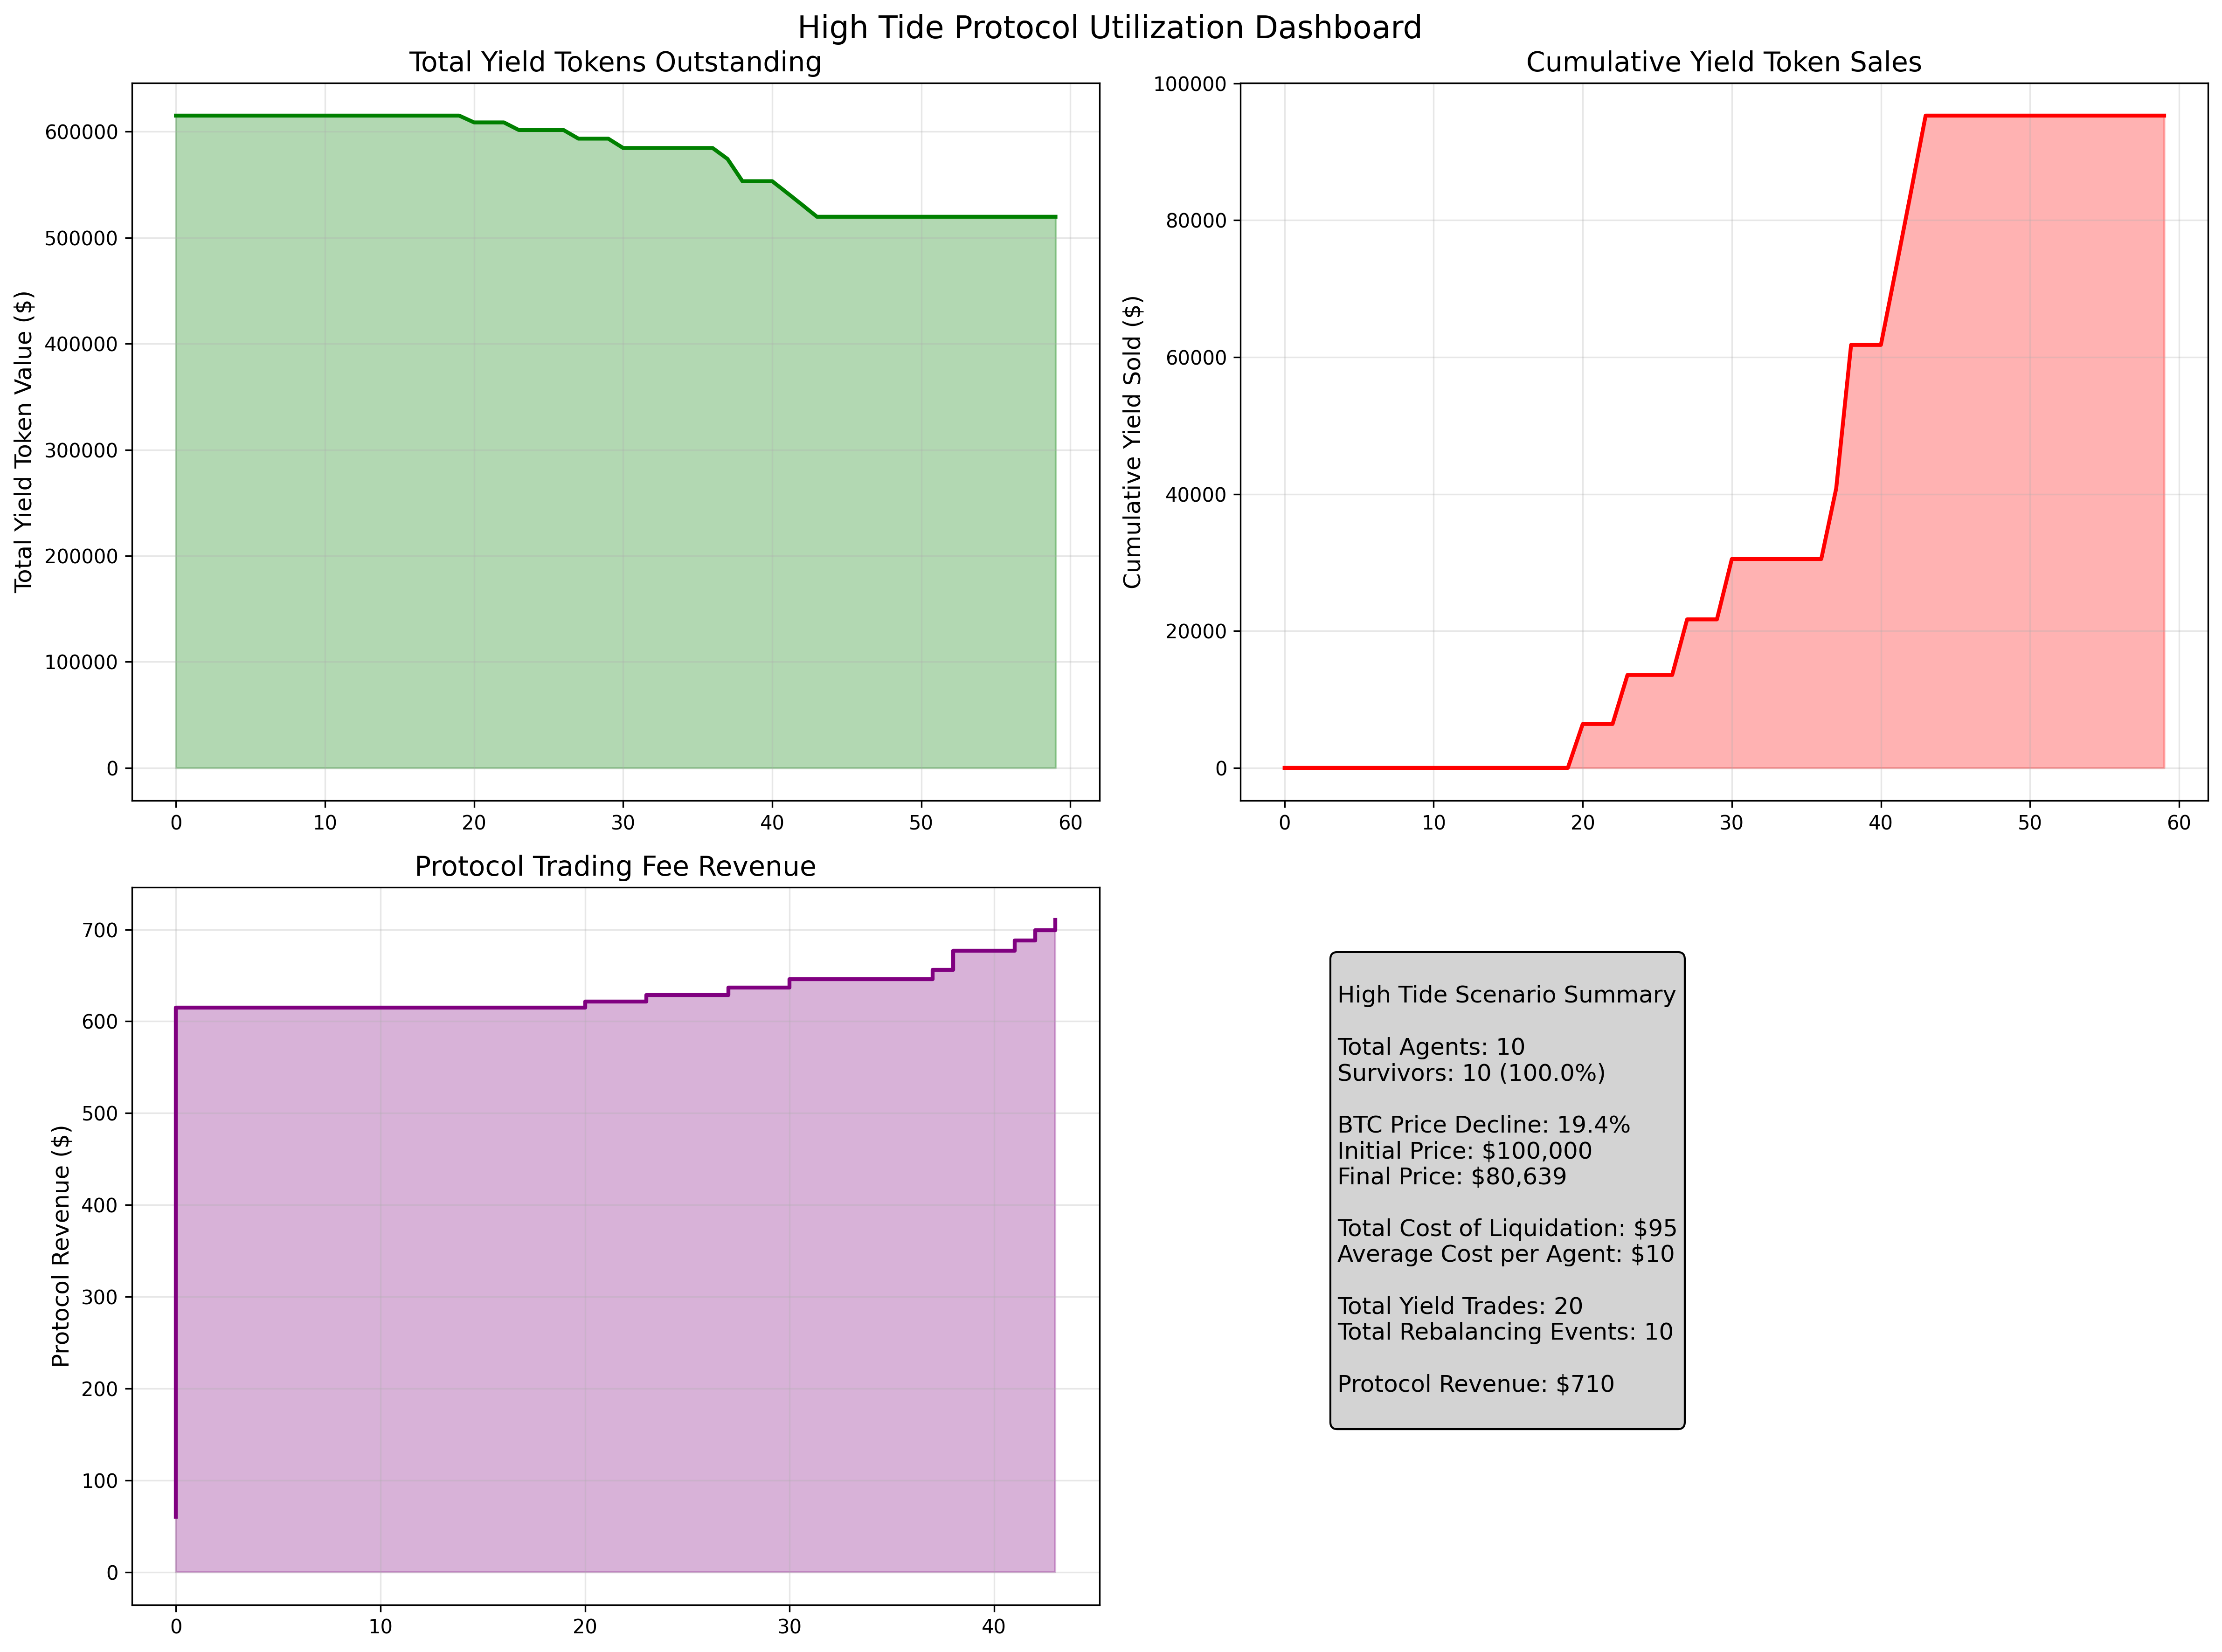 High Tide Protocol Utilization Dashboard
Total Yield Tokens Outstanding
Total Yield Token Value ($)
600000
500000
400000
300000
200000
100000
0
0 10 20 30 40 50 60
Cumulative Yield Token Sales
Cumulative Yield Sold ($)
100000
80000
60000
40000
20000
0
0 10 20 30 40 50 60
Protocol Trading Fee Revenue
Protocol Revenue ($)
700
600
500
400
300
200
100
0
0 10 20 30 40
High Tide Scenario Summary
Total Agents: 10
Survivors: 10 (100.0%)
BTC Price Decline: 19.4%
Initial Price: $100,000
Final Price: $80,639
Total Cost of Liquidation: $95
Average Cost per Agent: $10
Total Yield Trades: 20
Total Rebalancing Events: 10
Protocol Revenue: $710